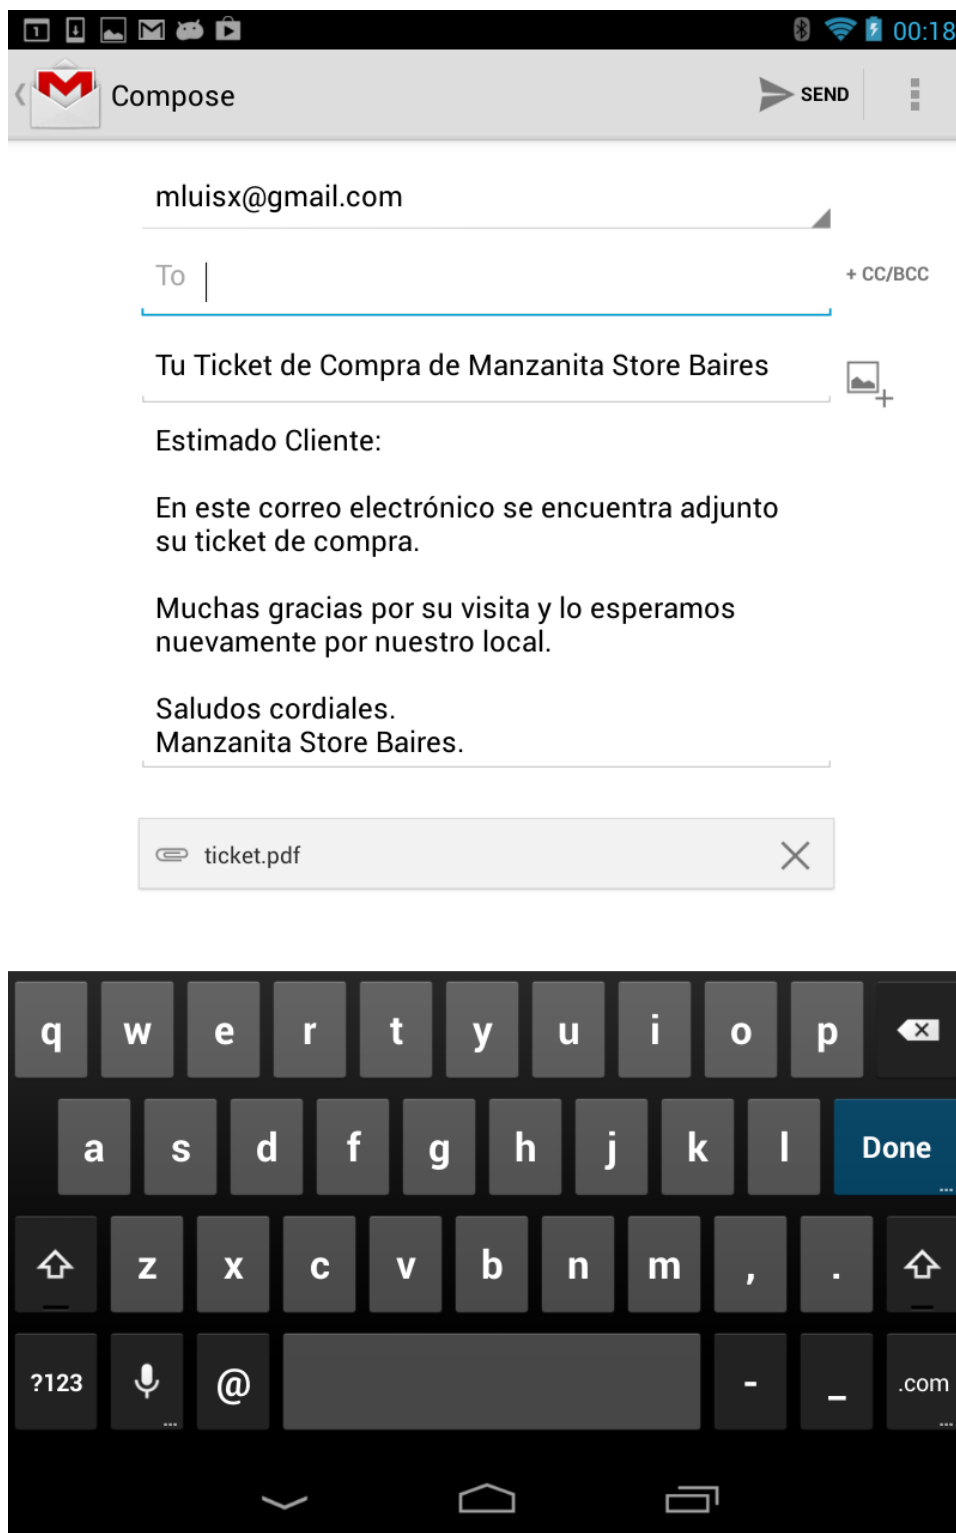 1
00:18
Compose
SEND
mluisx@gmail.com
To
+ CC/BCC
Tu Ticket de Compra de Manzanita Store Baires
Estimado Cliente:
En este correo electrónico se encuentra adjunto
su ticket de compra.
Muchas gracias por su visita y lo esperamos
nuevamente por nuestro local.
Saludos cordiales.
Manzanita Store Baires.
ticket.pdf
q w e r t y u i o p
a s d f g h j k l Done
z x c v b n m , .
?123 @ - _ .com